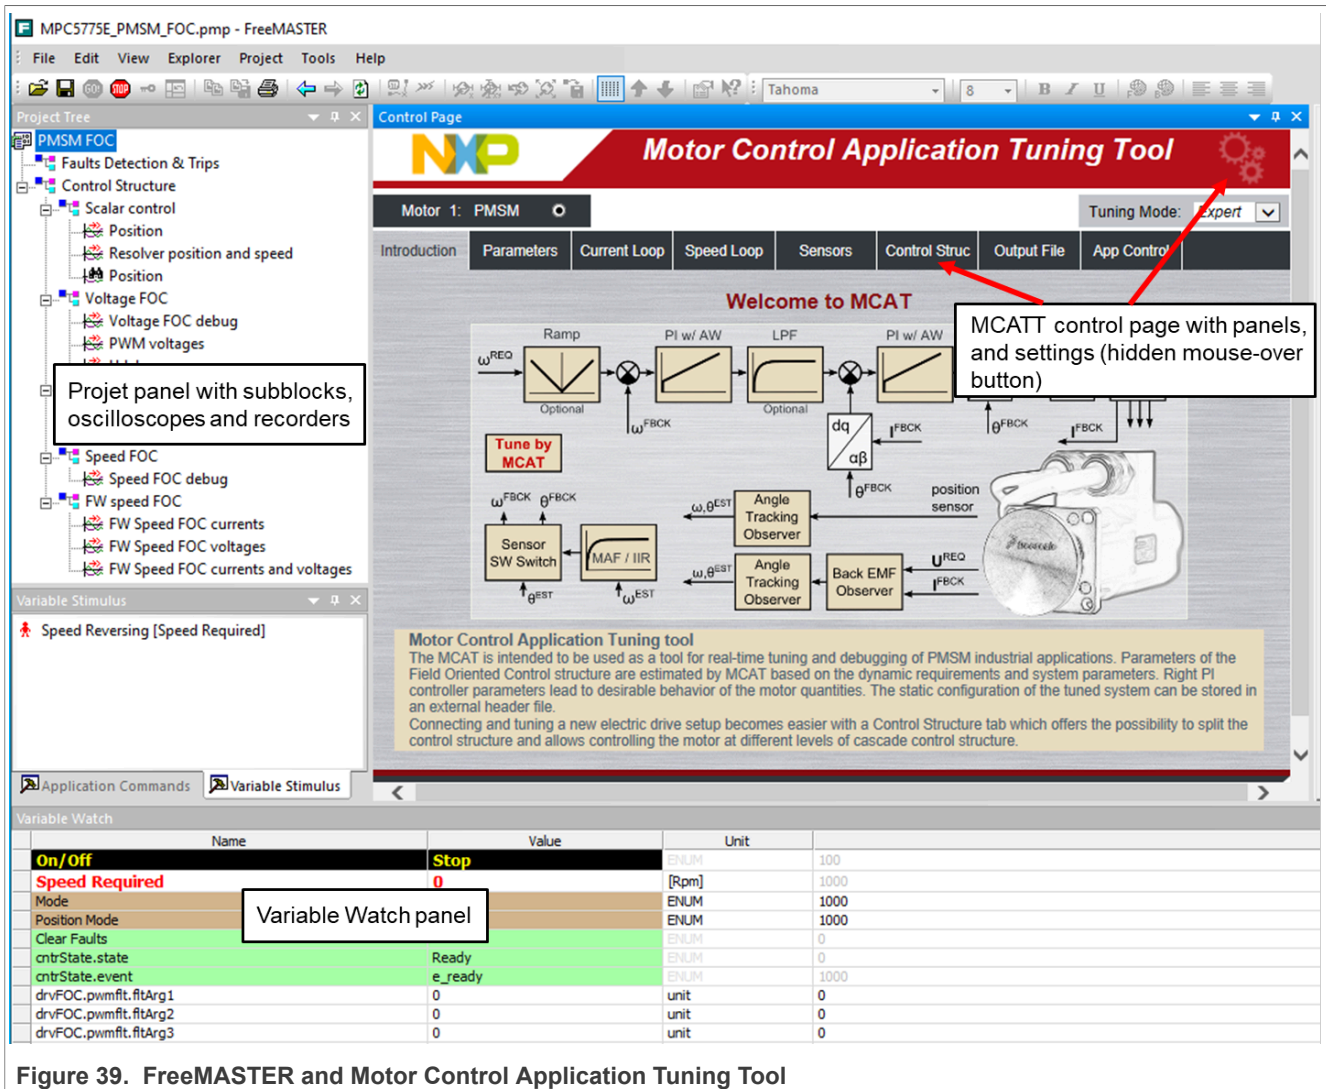 MPC5775E_PMSM_FOC.pmp - FreeMASTER
File Edit View Explorer Project Tools Help
GO! STOP Tahoma 8 B I U
Project Tree
PMSM FOC
Faults Detection & Trips
Control Structure
Scalar control
Position
Resolver position and speed
Position
Voltage FOC
Voltage FOC debug
PWM voltages
Projet panel with subblocks,
oscilloscopes and recorders
Speed FOC
Speed FOC debug
FW speed FOC
FW Speed FOC currents
FW Speed FOC voltages
FW Speed FOC currents and voltages
Variable Stimulus
Speed Reversing [Speed Required]
Application Commands Variable Stimulus
Control Page
NXP Motor Control Application Tuning Tool
Motor 1: PMSM Tuning Mode: Expert
Introduction Parameters Current Loop Speed Loop Sensors Control Struc Output File App Control
Welcome to MCAT
MCATT control page with panels,
and settings (hidden mouse-over
button)
Ramp PI w/ AW LPF PI w/ AW
ωREQ
Optional Optional
ωFBCK dq αβ IFBCK θFBCK IFBCK
Tune by
MCAT
θFBCK
ωFBCK θFBCK
position
sensor
ω,θEST Angle
Tracking
Observer
Sensor
SW Switch
MAF / IIR
ω,θEST Angle
Tracking
Observer
Back EMF
Observer
UREQ
IFBCK
θEST ωEST
freescale
Motor Control Application Tuning tool
The MCAT is intended to be used as a tool for real-time tuning and debugging of PMSM industrial applications. Parameters of the
Field Oriented Control structure are estimated by MCAT based on the dynamic requirements and system parameters. Right PI
controller parameters lead to desirable behavior of the motor quantities. The static configuration of the tuned system can be stored in
an external header file.
Connecting and tuning a new electric drive setup becomes easier with a Control Structure tab which offers the possibility to split the
control structure and allows controlling the motor at different levels of cascade control structure.
Variable Watch
Name Value Unit
On/Off Stop ENUM 100
Speed Required 0 [Rpm] 1000
Mode ENUM 1000
Position Mode ENUM 1000
Clear Faults ENUM 0
cntrState.state Ready ENUM 0
cntrState.event e_ready ENUM 1000
drvFOC.pwmflt.fltArg1 0 unit 0
drvFOC.pwmflt.fltArg2 0 unit 0
drvFOC.pwmflt.fltArg3 0 unit 0
Variable Watch panel
Figure 39. FreeMASTER and Motor Control Application Tuning Tool